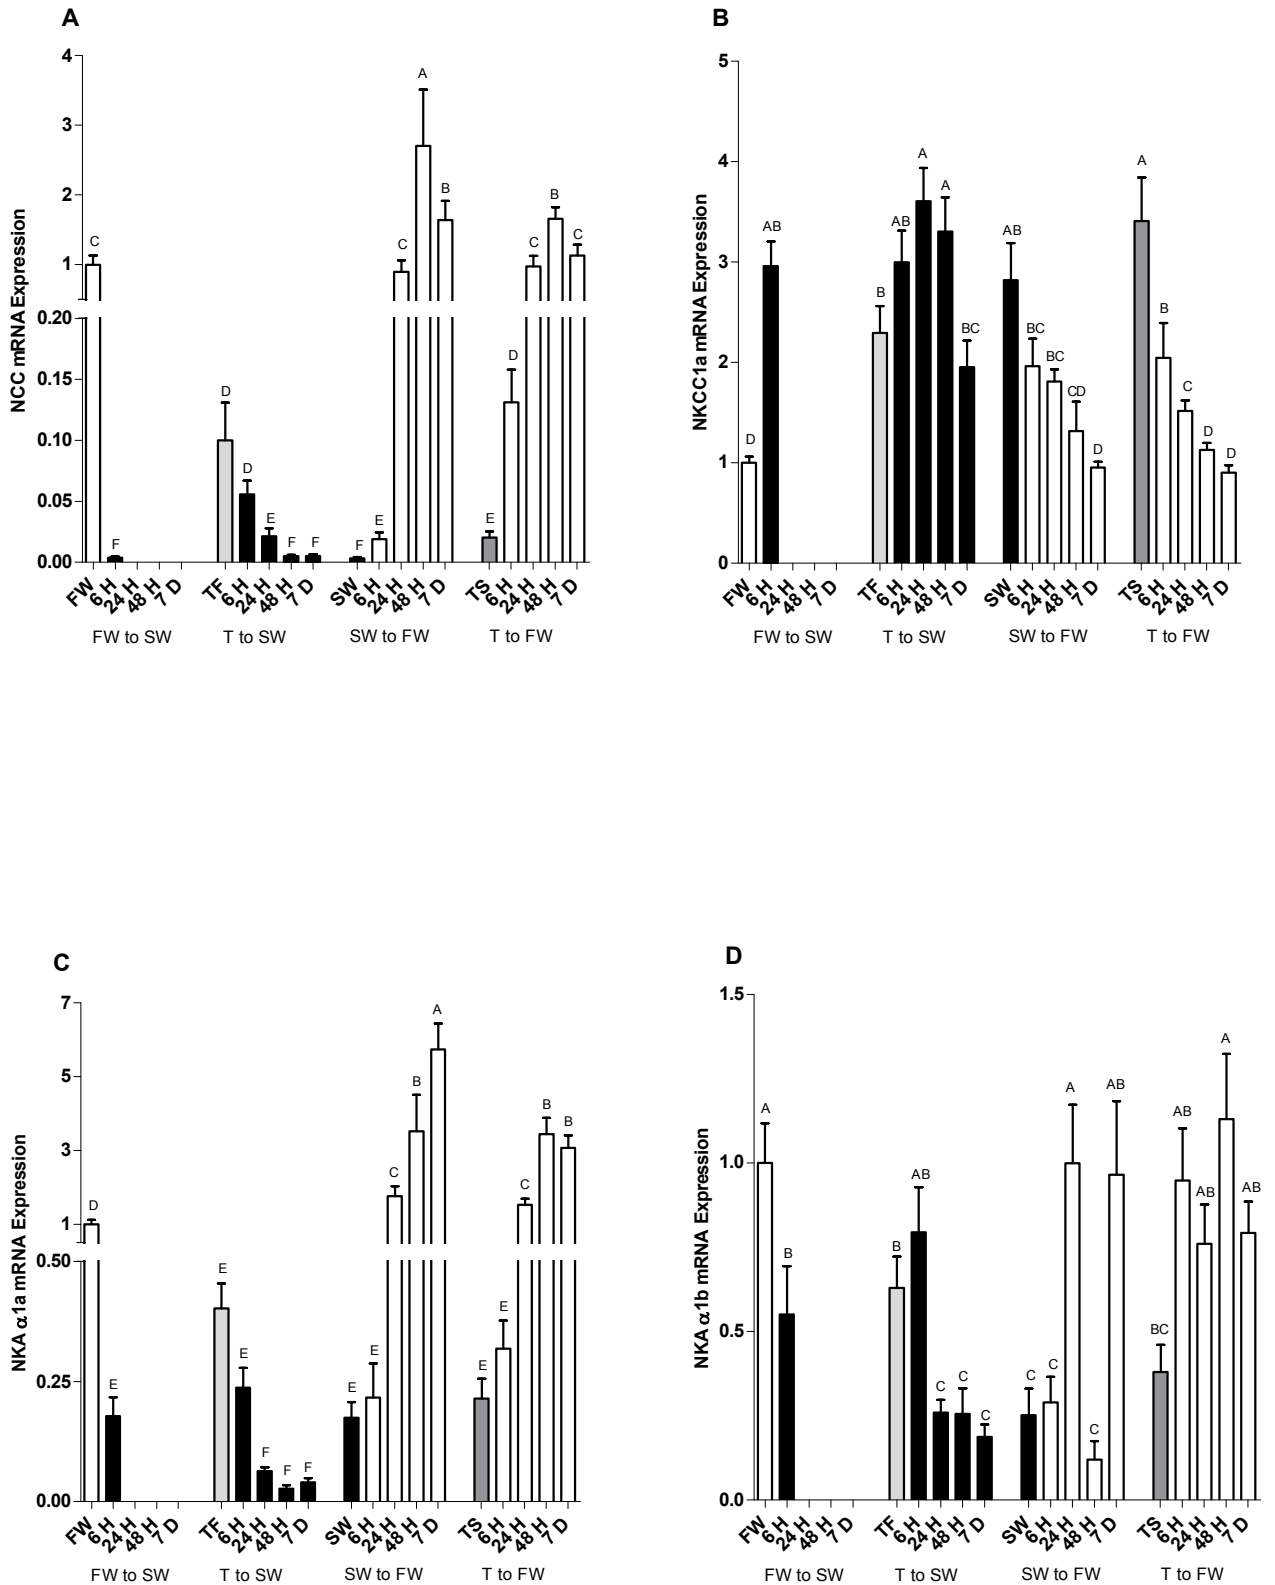 A
NCC mRNA Expression
4
3
2
1
0.20
0.15
0.10
0.05
0.00
C
F
D
D
E
F
F
F
E
C
A
B
E
D
C
B
C
FW 6 H 24 H 48 H 7 D TF 6 H 24 H 48 H 7 D SW 6 H 24 H 48 H 7 D TS 6 H 24 H 48 H 7 D
FW to SW T to SW SW to FW T to FW
B
NKCC1a mRNA Expression
5
4
3
2
1
0
D
AB
B
AB
A
A
BC
AB
BC
BC
CD
D
A
B
C
D
D
FW 6 H 24 H 48 H 7 D TF 6 H 24 H 48 H 7 D SW 6 H 24 H 48 H 7 D TS 6 H 24 H 48 H 7 D
FW to SW T to SW SW to FW T to FW
C
NKA α1a mRNA Expression
7
5
3
1
0.50
0.25
0.00
D
E
E
E
F
F
F
E
E
C
B
A
E
E
C
B
B
FW 6 H 24 H 48 H 7 D TF 6 H 24 H 48 H 7 D SW 6 H 24 H 48 H 7 D TS 6 H 24 H 48 H 7 D
FW to SW T to SW SW to FW T to FW
D
NKA α1b mRNA Expression
1.5
1.0
0.5
0.0
A
B
B
AB
C
C
C
C
C
A
C
AB
BC
AB
AB
A
AB
FW 6 H 24 H 48 H 7 D TF 6 H 24 H 48 H 7 D SW 6 H 24 H 48 H 7 D TS 6 H 24 H 48 H 7 D
FW to SW T to SW SW to FW T to FW